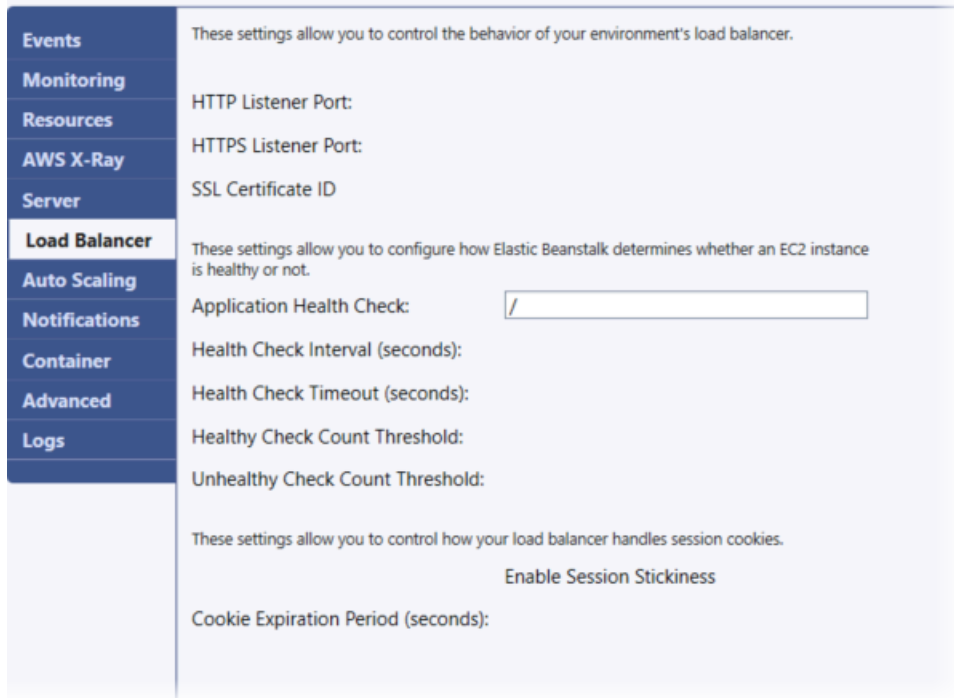 Events
Monitoring
Resources
AWS X-Ray
Server
Load Balancer
Auto Scaling
Notifications
Container
Advanced
Logs
These settings allow you to control the behavior of your environment's load balancer.
HTTP Listener Port:
HTTPS Listener Port:
SSL Certificate ID
These settings allow you to configure how Elastic Beanstalk determines whether an EC2 instance
is healthy or not.
Application Health Check: /
Health Check Interval (seconds):
Health Check Timeout (seconds):
Healthy Check Count Threshold:
Unhealthy Check Count Threshold:
These settings allow you to control how your load balancer handles session cookies.
Enable Session Stickiness
Cookie Expiration Period (seconds):